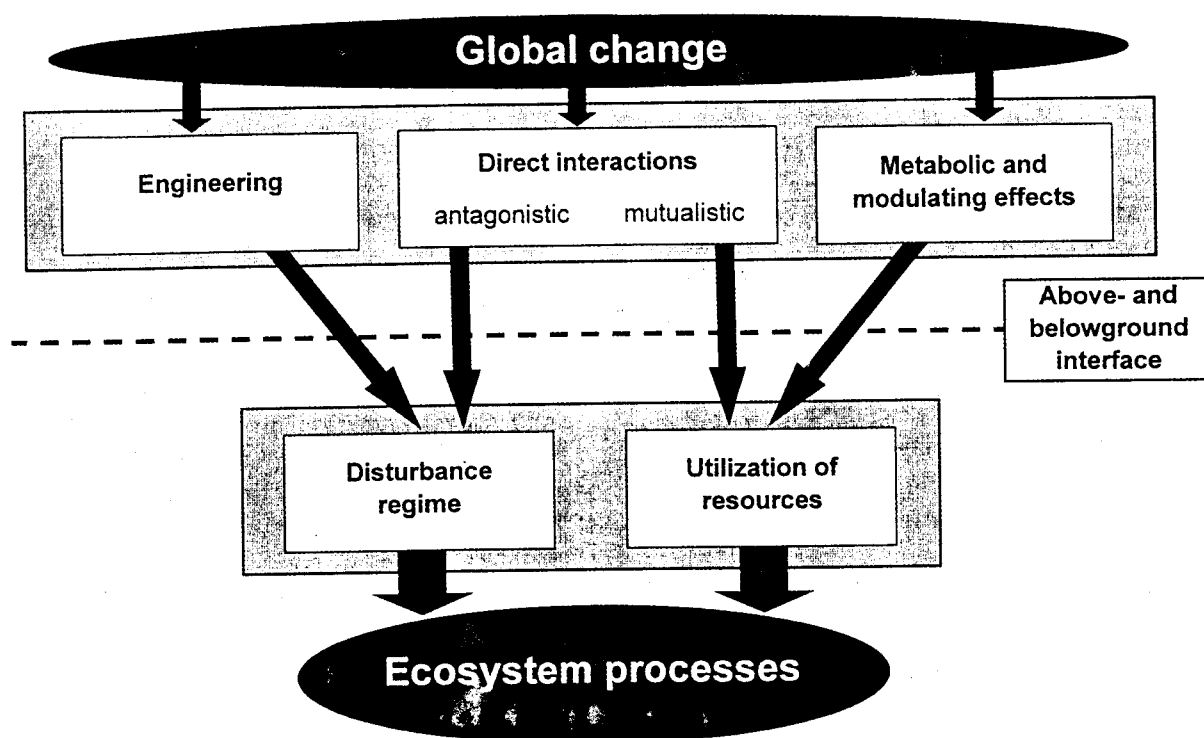 Global change
Engineering
Direct interactions
antagonistic mutualistic
Metabolic and
modulating effects
Above- and
belowground
interface
Disturbance
regime
Utilization of
resources
Ecosystem processes